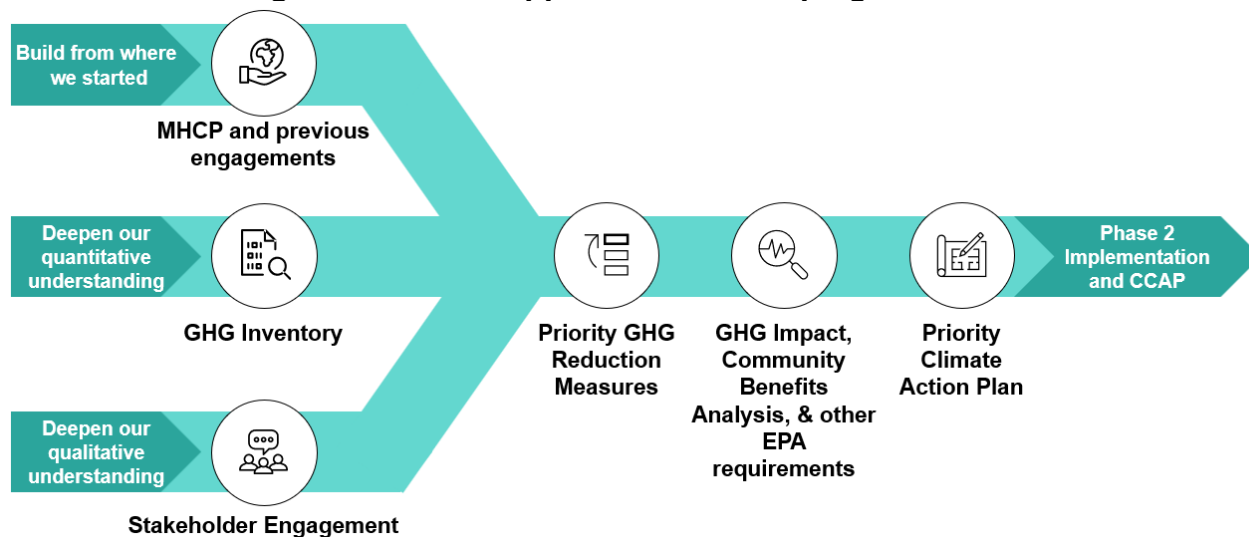 Build from where
we started
MHCP and previous
engagements
Deepen our
quantitative
understanding
GHG Inventory
Deepen our
qualitative
understanding
Stakeholder Engagement
Priority GHG
Reduction
Measures
GHG Impact,
Community
Benefits
Analysis, & other
EPA
requirements
Priority
Climate
Action Plan
Phase 2
Implementation
and CCAP